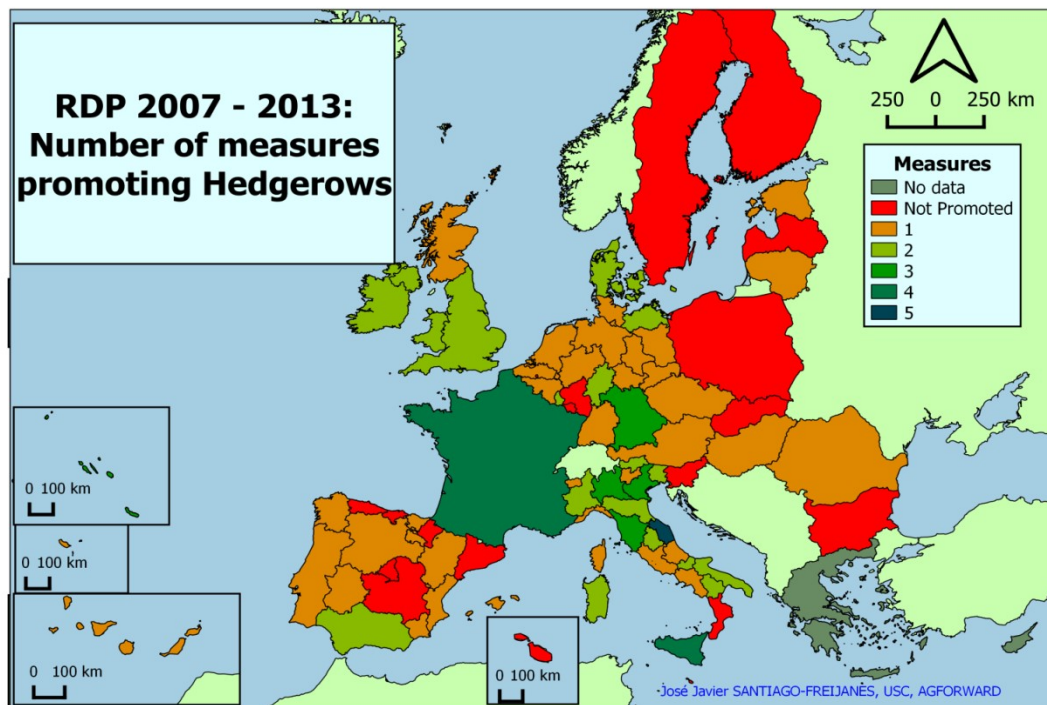 RDP 2007 - 2013:
Number of measures
promoting Hedgerows
250 0 250 km
Measures
No data
Not Promoted
1
2
3
4
5
0 100 km
0 100 km
0 100 km
0 100 km
José Javier SANTIAGO-FREIJANES, USC, AGFORWARD